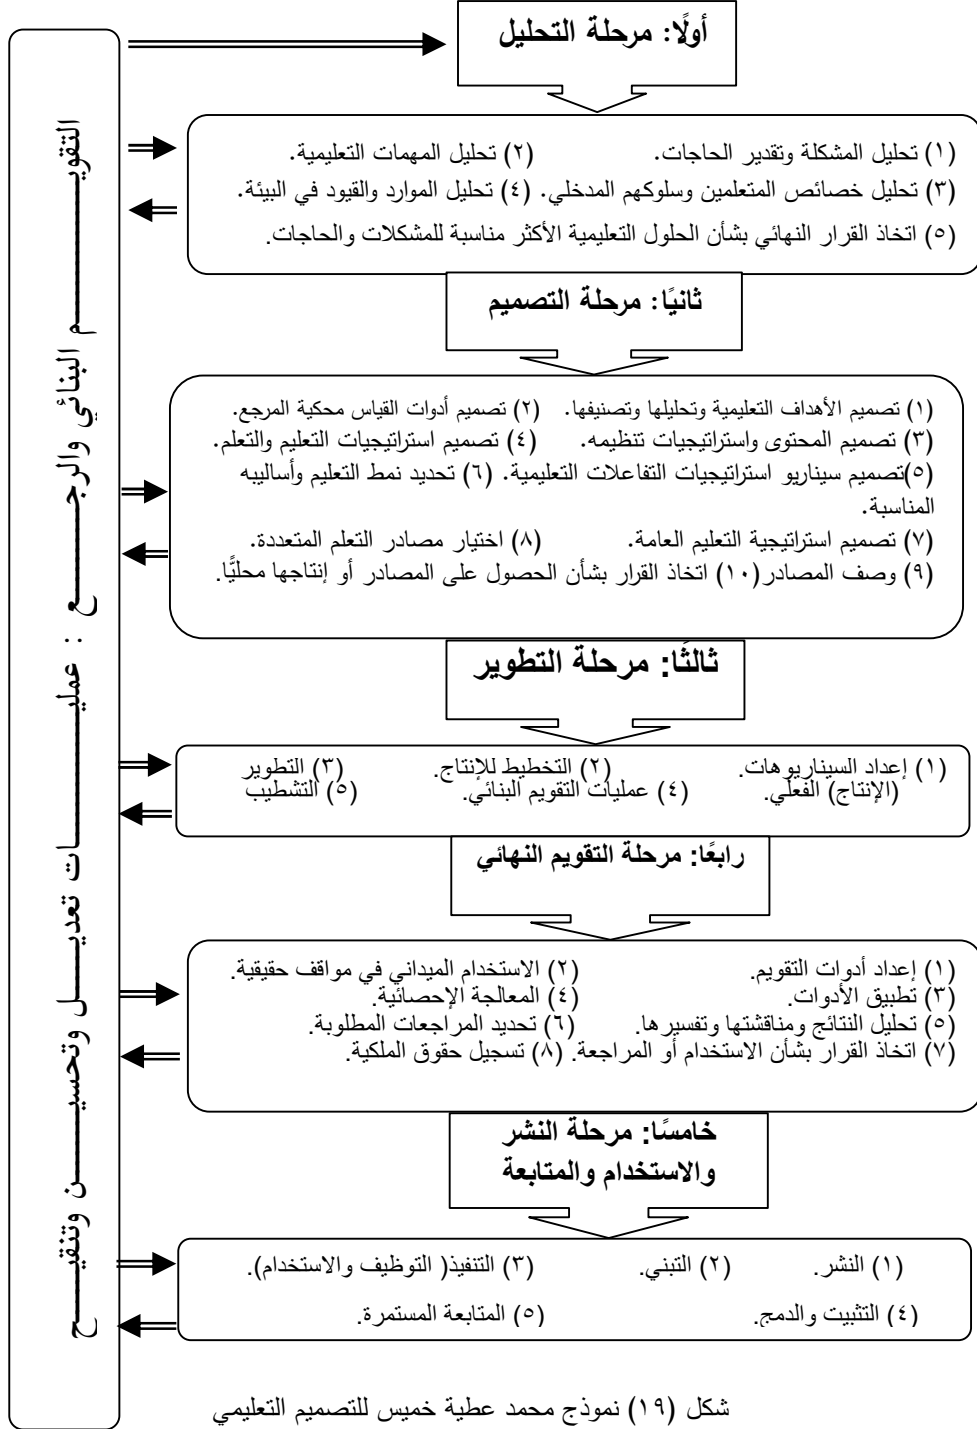 أولًا: مرحلة التحليل
(١) تحليل المشكلة وتقدير الحاجات. (٢) تحليل المهمات التعليمية.
(٣) تحليل خصائص المتعلمين وسلوكهم المدخلي. (٤) تحليل الموارد والقيود في البيئة.
(٥) اتخاذ القرار النهائي بشأن الحلول التعليمية الأكثر مناسبة للمشكلات والحاجات.
ثانيًا: مرحلة التصميم
(١) تصميم الأهداف التعليمية وتحليلها وتصنيفها. (٢) تصميم أدوات القياس محكية المرجع.
(٣) تصميم المحتوى واستراتيجيات تنظيمه. (٤) تصميم استراتيجيات التعليم والتعلم.
(٥)تصميم سيناريو استراتيجيات التفاعلات التعليمية. (٦) تحديد نمط التعليم وأساليبه
المناسبة.
(٧) تصميم استراتيجية التعليم العامة. (٨) اختيار مصادر التعلم المتعددة.
(٩) وصف المصادر(١٠) اتخاذ القرار بشأن الحصول على المصادر أو إنتاجها محليًّا.
ثالثًا: مرحلة التطوير
(١) إعداد السيناريوهات. (٢) التخطيط للإنتاج. (٣) التطوير
(الإنتاج) الفعلي. (٤) عمليات التقويم البنائي. (٥) التشطيب
رابعًا: مرحلة التقويم النهائي
(١) إعداد أدوات التقويم. (٢) الاستخدام الميداني في مواقف حقيقية.
(٣) تطبيق الأدوات. (٤) المعالجة الإحصائية.
(٥) تحليل النتائج ومناقشتها وتفسيرها. (٦) تحديد المراجعات المطلوبة.
(٧) اتخاذ القرار بشأن الاستخدام أو المراجعة. (٨) تسجيل حقوق الملكية.
خامسًا: مرحلة النشر
والاستخدام والمتابعة
(١) النشر. (٢) التبني. (٣) التنفيذ( التوظيف والاستخدام).
(٤) التثبيت والدمج. (٥) المتابعة المستمرة.
التقويـــم البنائي والرجـــع : عمليـــات تعديـــل وتحسيـــن وتنقيـــح
شكل (١٩) نموذج محمد عطية خميس للتصميم التعليمي